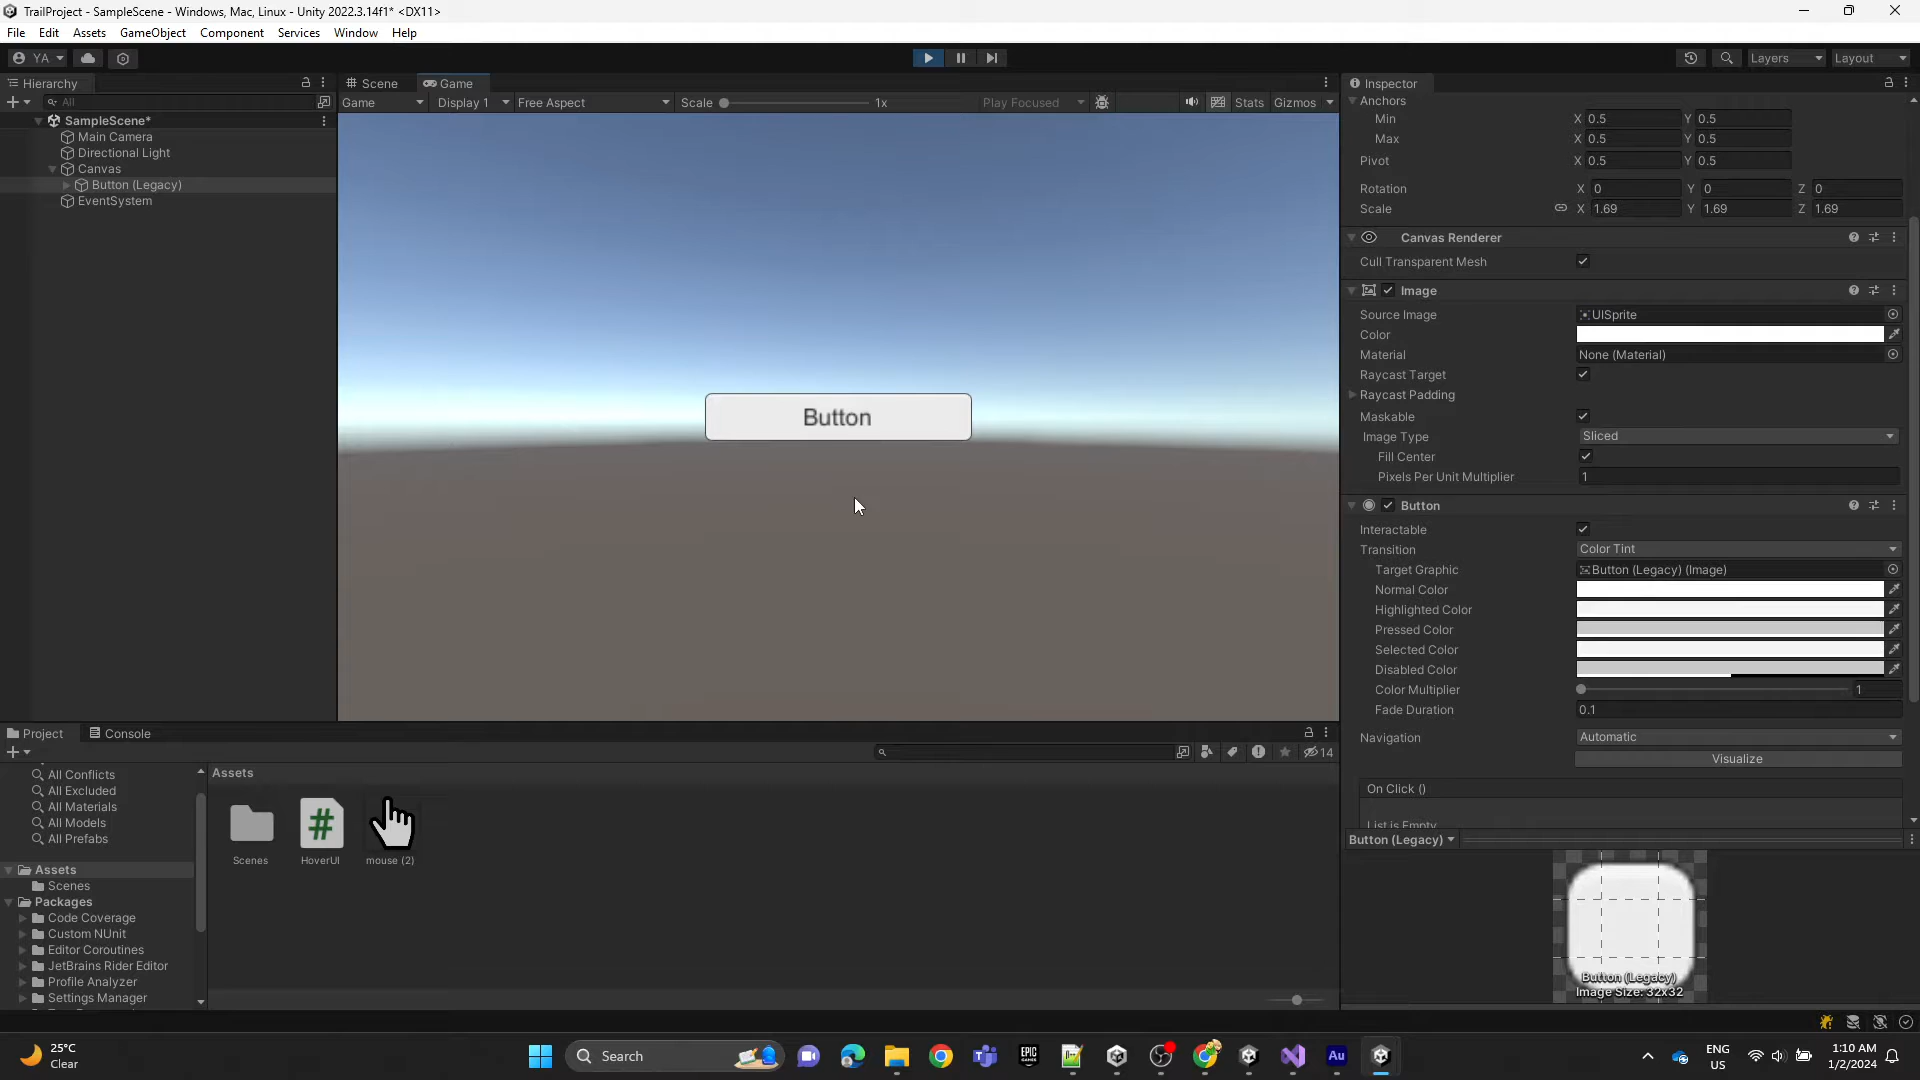 TrailProject - SampleScene - Windows, Mac, Linux - Unity 2022.3.14f1* <DX11>
File Edit Assets GameObject Component Services Window Help
YA Layers Layout
Hierarchy
All
SampleScene*
Main Camera
Directional Light
Canvas
Button (Legacy)
EventSystem
Scene Game
Game Display 1 Free Aspect Scale 1x Play Focused Stats Gizmos
Button
Inspector
Anchors
Min X 0.5 Y 0.5
Max X 0.5 Y 0.5
Pivot X 0.5 Y 0.5
Rotation X 0 Y 0 Z 0
Scale X 1.69 Y 1.69 Z 1.69
Canvas Renderer
Cull Transparent Mesh
Image
Source Image UISprite
Color
Material None (Material)
Raycast Target
Raycast Padding
Maskable
Image Type Sliced
Fill Center
Pixels Per Unit Multiplier 1
Button
Interactable
Transition Color Tint
Target Graphic Button (Legacy) (Image)
Normal Color
Highlighted Color
Pressed Color
Selected Color
Disabled Color
Color Multiplier 1
Fade Duration 0.1
Navigation Automatic
Visualize
On Click ()
List is Empty
Button (Legacy)
Button (Legacy)
Image Size: 32x32
Project Console
14
All Conflicts
All Excluded
All Materials
All Models
All Prefabs
Assets
Scenes
Packages
Code Coverage
Custom NUnit
Editor Coroutines
JetBrains Rider Editor
Profile Analyzer
Settings Manager
Assets
Scenes HoverUI mouse (2)
25°C
Clear
Search
EPIC
GAMES
Au
ENG
US
1:10 AM
1/2/2024